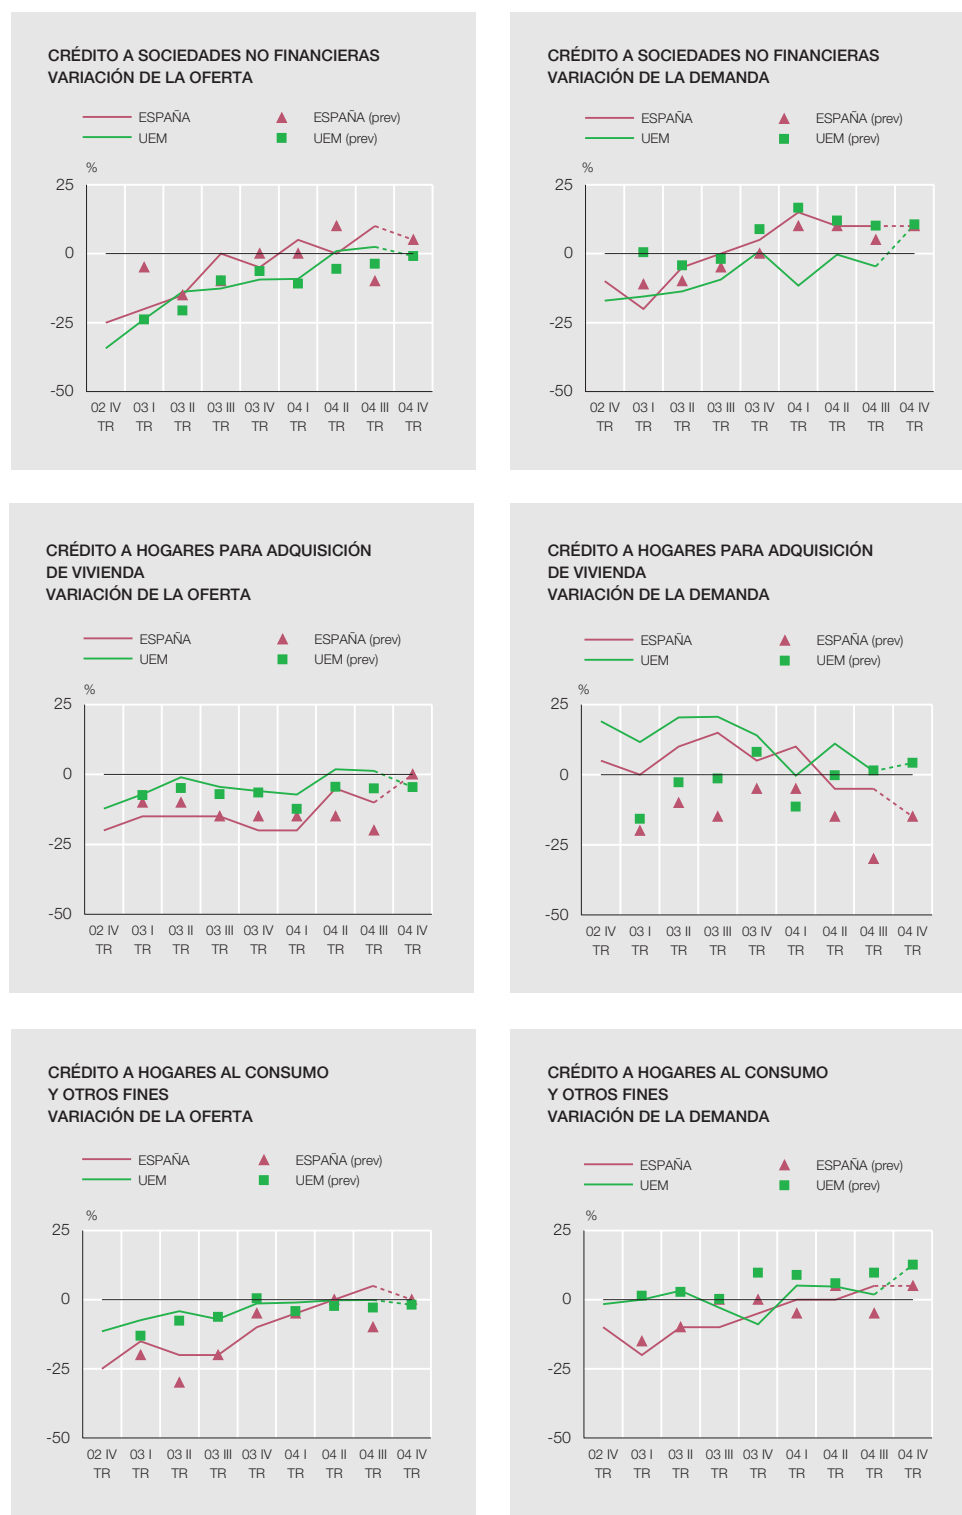 CRÉDITO A SOCIEDADES NO FINANCIERAS
VARIACIÓN DE LA OFERTA
ESPAÑA
ESPAÑA (prev)
UEM
UEM (prev)
%
25
0
-25
-50
02 IV 03 I 03 II 03 III 03 IV 04 I 04 II 04 III 04 IV
TR TR TR TR TR TR TR TR TR
CRÉDITO A SOCIEDADES NO FINANCIERAS
VARIACIÓN DE LA DEMANDA
ESPAÑA
ESPAÑA (prev)
UEM
UEM (prev)
%
25
0
-25
-50
02 IV 03 I 03 II 03 III 03 IV 04 I 04 II 04 III 04 IV
TR TR TR TR TR TR TR TR TR
CRÉDITO A HOGARES PARA ADQUISICIÓN
DE VIVIENDA
VARIACIÓN DE LA OFERTA
ESPAÑA
ESPAÑA (prev)
UEM
UEM (prev)
%
25
0
-25
-50
02 IV 03 I 03 II 03 III 03 IV 04 I 04 II 04 III 04 IV
TR TR TR TR TR TR TR TR TR
CRÉDITO A HOGARES PARA ADQUISICIÓN
DE VIVIENDA
VARIACIÓN DE LA DEMANDA
ESPAÑA
ESPAÑA (prev)
UEM
UEM (prev)
%
25
0
-25
-50
02 IV 03 I 03 II 03 III 03 IV 04 I 04 II 04 III 04 IV
TR TR TR TR TR TR TR TR TR
CRÉDITO A HOGARES AL CONSUMO
Y OTROS FINES
VARIACIÓN DE LA OFERTA
ESPAÑA
ESPAÑA (prev)
UEM
UEM (prev)
%
25
0
-25
-50
02 IV 03 I 03 II 03 III 03 IV 04 I 04 II 04 III 04 IV
TR TR TR TR TR TR TR TR TR
CRÉDITO A HOGARES AL CONSUMO
Y OTROS FINES
VARIACIÓN DE LA DEMANDA
ESPAÑA
ESPAÑA (prev)
UEM
UEM (prev)
%
25
0
-25
-50
02 IV 03 I 03 II 03 III 03 IV 04 I 04 II 04 III 04 IV
TR TR TR TR TR TR TR TR TR